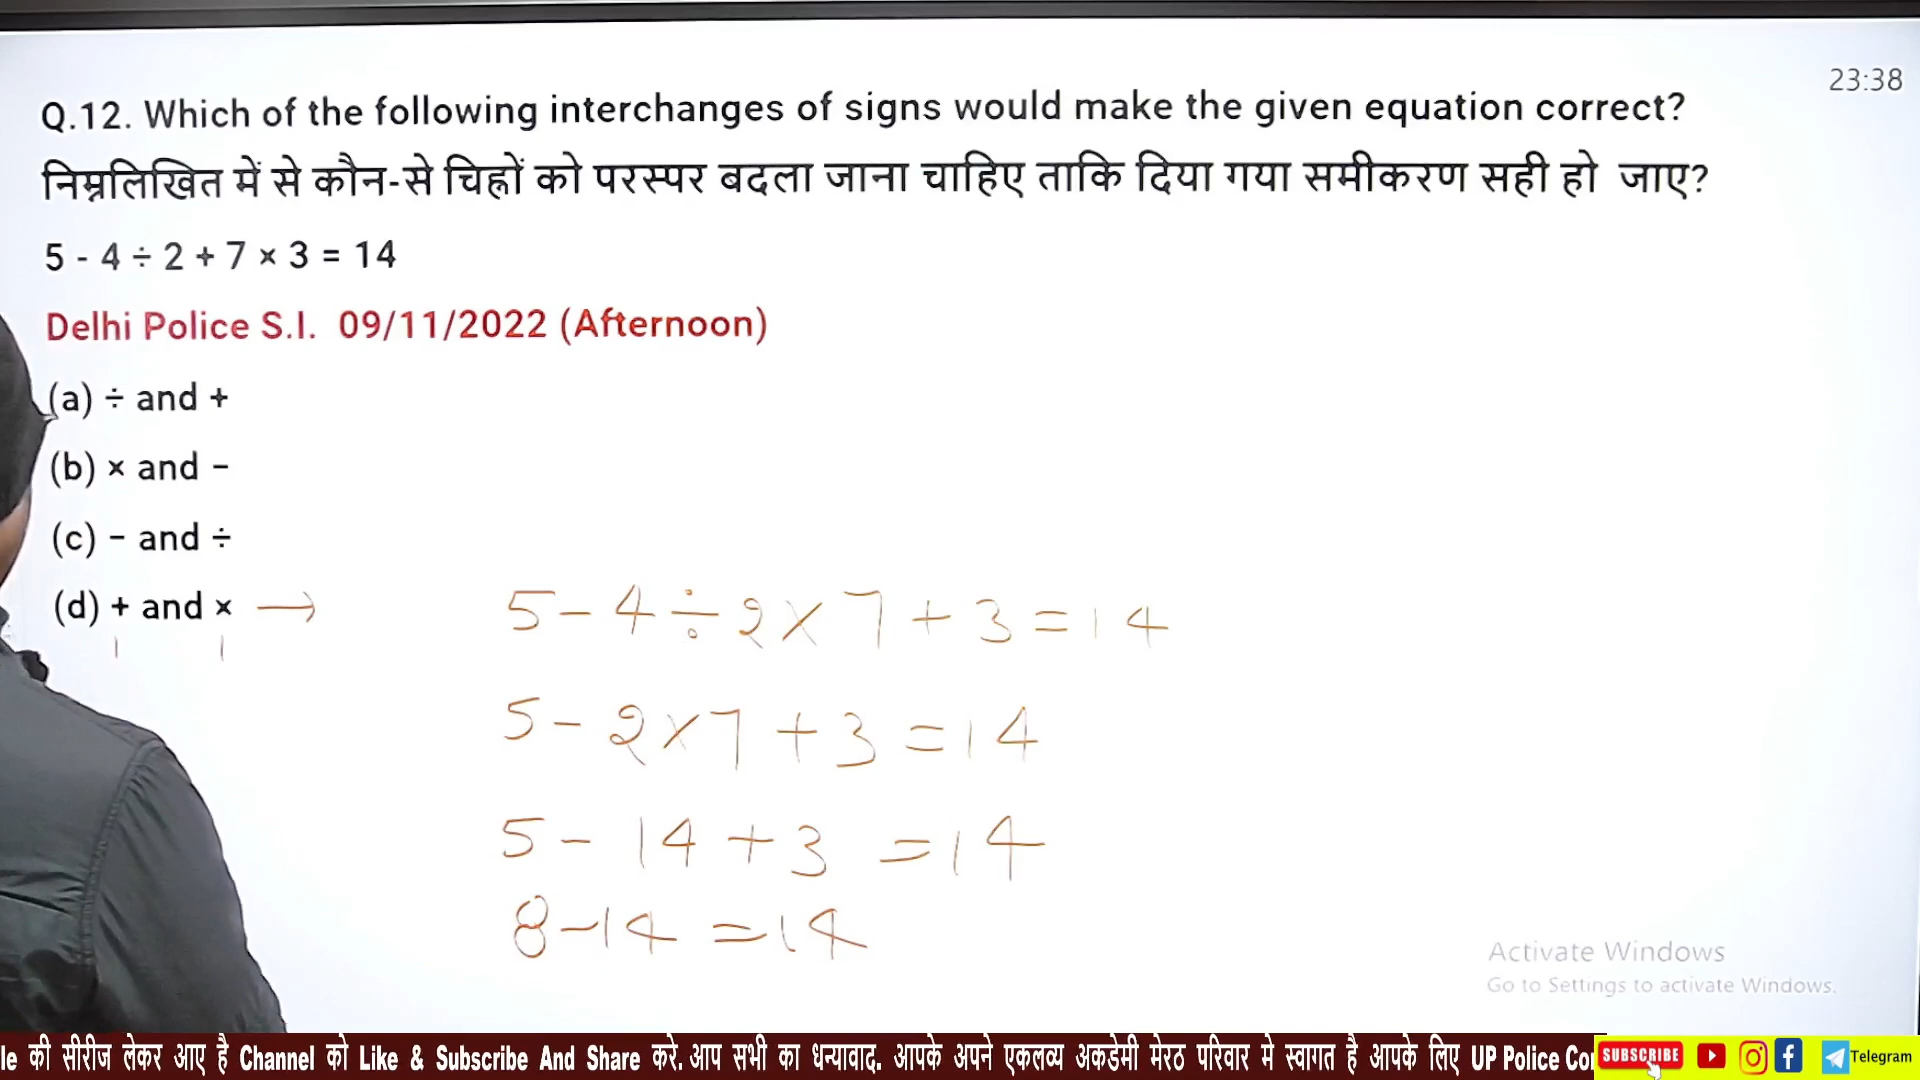 23:38
Q.12. Which of the following interchanges of signs would make the given equation correct?
निम्नलिखित में से कौन-से चिह्नों को परस्पर बदला जाना चाहिए ताकि दिया गया समीकरण सही हो जाए?
5 - 4 ÷ 2 + 7 × 3 = 14
Delhi Police S.I. 09/11/2022 (Afternoon)
(a) ÷ and +
(b) × and −
(c) − and ÷
(d) + and × →
5 - 4 ÷ 2 × 7 + 3 = 14
5 - 2 × 7 + 3 = 14
5 - 14 + 3 = 14
8 - 14 = 14
Activate Windows
Go to Settings to activate Windows.
le की सीरीज लेकर आए है Channel को Like & Subscribe And Share करे. आप सभी का धन्यावाद. आपके अपने एकलव्य अकडेमी मेरठ परिवार मे स्वागत है आपके लिए UP Police Con
SUBSCRIBE
Telegram